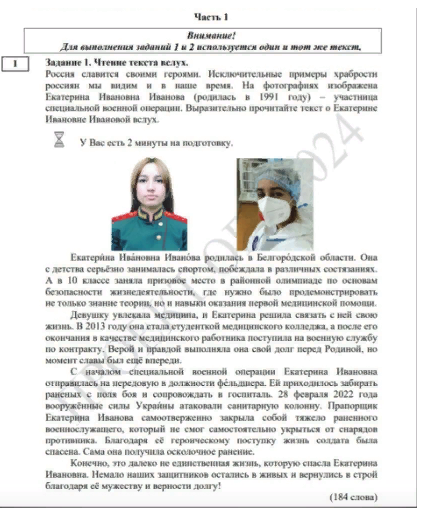 Часть 1
Внимание!
Для выполнения заданий 1 и 2 используется один и тот же текст.
1
Задание 1. Чтение текста вслух.
Россия славится своими героями. Исключительные примеры храбрости
россиян мы видим и в наше время. На фотографиях изображена
Екатерина Ивановна Иванова (родилась в 1991 году) – участница
специальной военной операции. Выразительно прочитайте текст о Екатерине
Ивановне Ивановой вслух.
У Вас есть 2 минуты на подготовку.
Екатери́на Ива́новна Ивано́ва родилась в Белгоро́дской области. Она
с детства серьёзно занималась спортом, побеждала в различных состязаниях.
А в 10 классе заняла призовое место в районной олимпиаде по основам
безопасности жизнедеятельности, где нужно было продемонстрировать
не только знание теории, но и навыки оказания первой медицинской помощи.
Девушку увлекала медицина, и Екатерина решила связать с ней свою
жизнь. В 2013 году она стала студенткой медицинского колледжа, а после его
окончания в качестве медицинского работника поступила на военную службу
по контракту. Верой и правдой выполняла она свой долг перед Родиной, но
момент славы был ещё впереди.
С началом специальной военной операции Екатерина Ивановна
отправилась на передовую в должности фе́льдшера. Ей приходилось забирать
раненых с поля боя и сопровождать в госпиталь. 28 февраля 2022 года
вооружённые силы Украи́ны атаковали санитарную колонну. Прапорщик
Екатерина Иванова самоотверженно закрыла собой тяжело раненного
военнослужащего, который не смог самостоятельно укрыться от снарядов
противника. Благодаря её героическому поступку жизнь солдата была
спасена. Сама она получила осколочное ранение.
Конечно, это далеко не единственная жизнь, которую спасла Екатерина
Ивановна. Немало наших защитников остались в живых и вернулись в строй
благодаря её мужеству и верности долгу!
(184 слова)